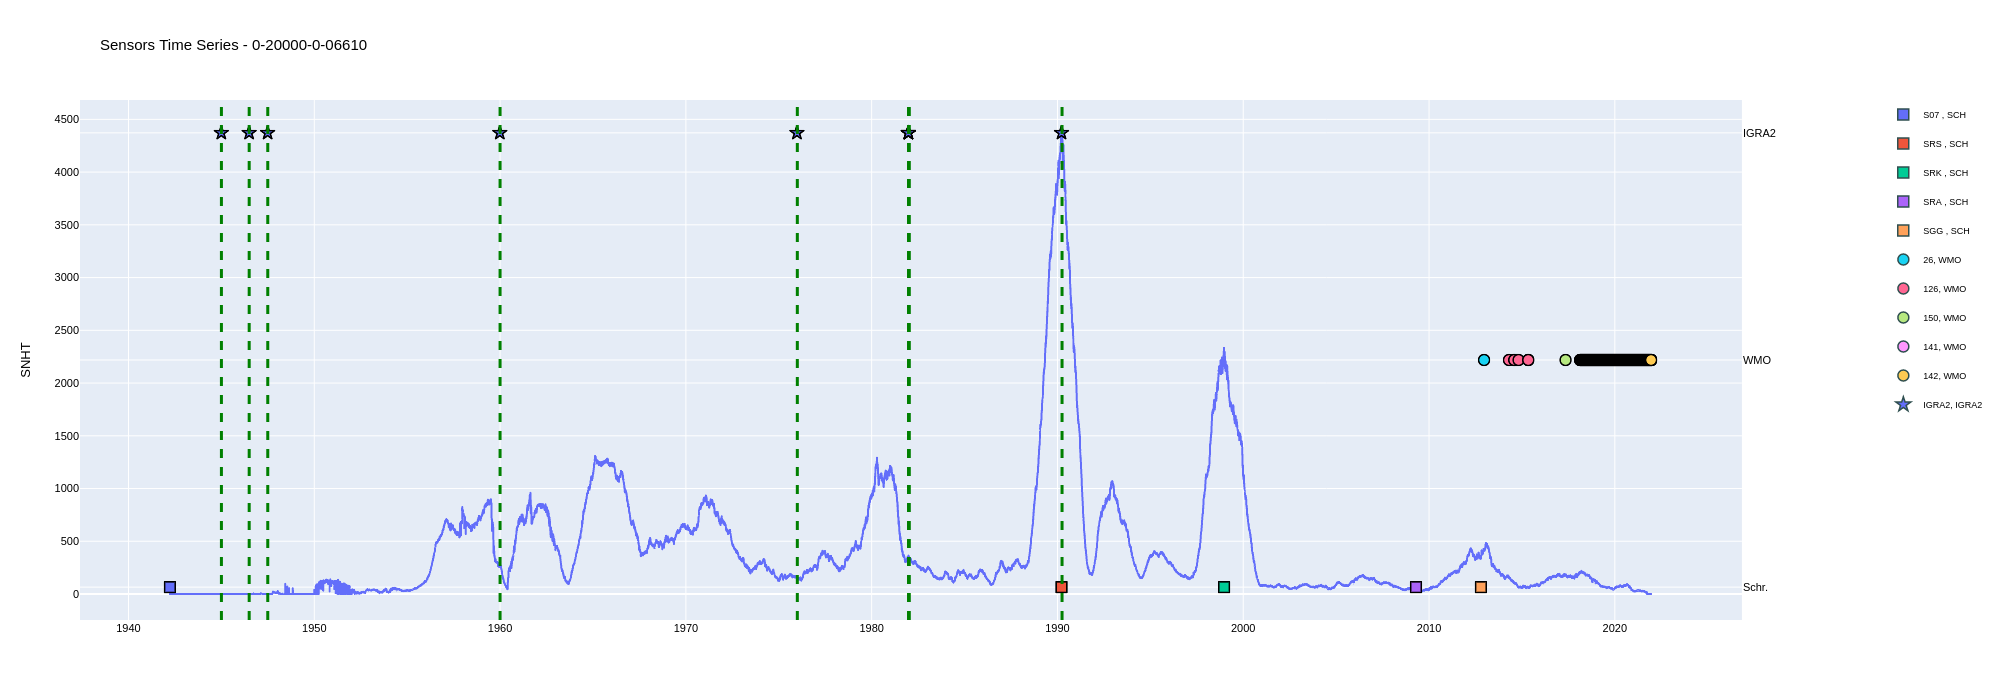 Sensors Time Series - 0-20000-0-06610
4500
4000
3500
3000
2500
2000
1500
1000
500
0
SNHT
1940 1950 1960 1970 1980 1990 2000 2010 2020
IGRA2
WMO
Schr.
S07 , SCH
SRS , SCH
SRK , SCH
SRA , SCH
SGG , SCH
26, WMO
126, WMO
150, WMO
141, WMO
142, WMO
IGRA2, IGRA2